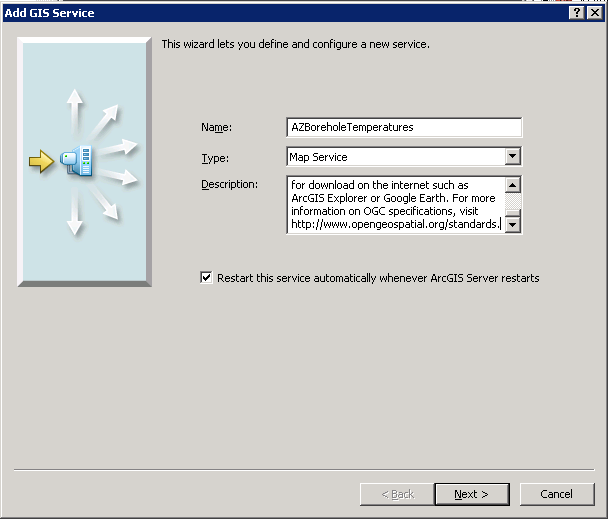 Add GIS Service
This wizard lets you define and configure a new service.
Name: AZBoreholeTemperatures
Type: Map Service
Description: for download on the internet such as
ArcGIS Explorer or Google Earth. For more
information on OGC specifications, visit
http://www.opengeospatial.org/standards.
Restart this service automatically whenever ArcGIS Server restarts
< Back Next > Cancel